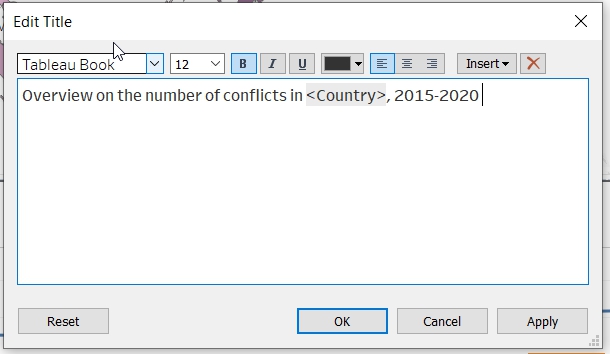 Edit Title
Tableau Book 12 B I U Insert
Overview on the number of conflicts in <Country>, 2015-2020
Reset OK Cancel Apply